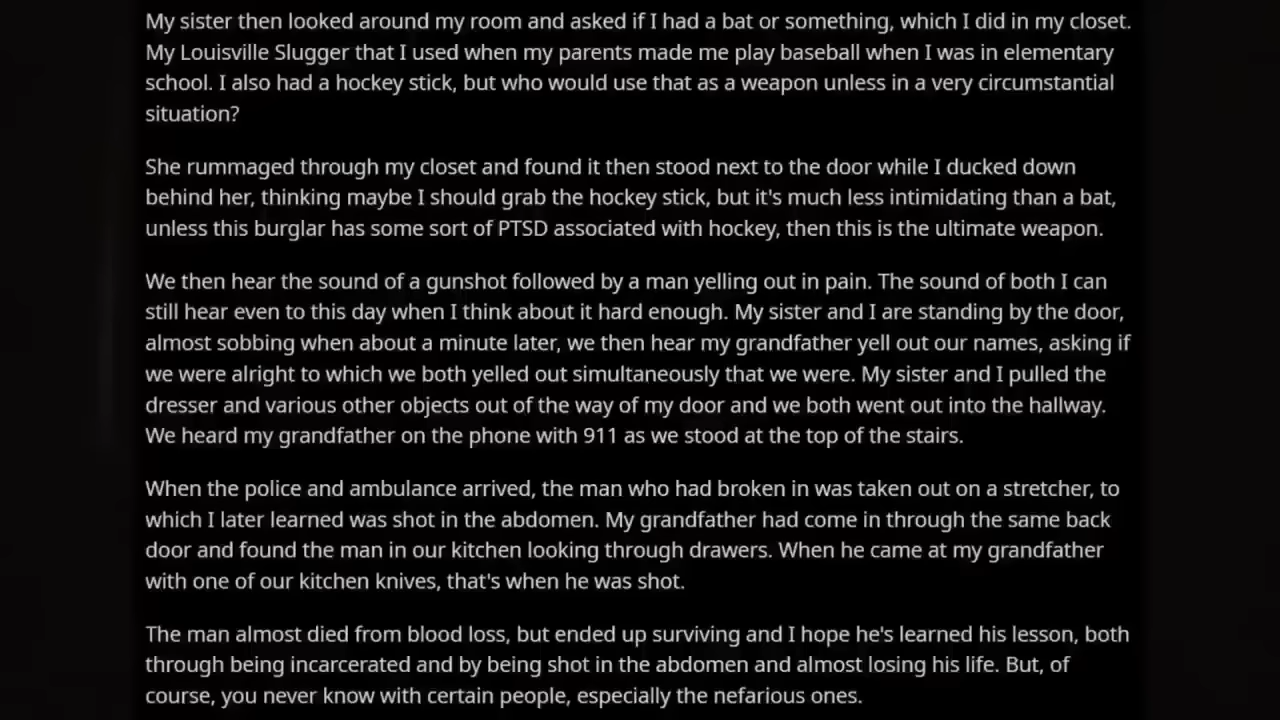 My sister then looked around my room and asked if I had a bat or something, which I did in my closet.
My Louisville Slugger that I used when my parents made me play baseball when I was in elementary
school. I also had a hockey stick, but who would use that as a weapon unless in a very circumstantial
situation?
She rummaged through my closet and found it then stood next to the door while I ducked down
behind her, thinking maybe I should grab the hockey stick, but it's much less intimidating than a bat,
unless this burglar has some sort of PTSD associated with hockey, then this is the ultimate weapon.
We then hear the sound of a gunshot followed by a man yelling out in pain. The sound of both I can
still hear even to this day when I think about it hard enough. My sister and I are standing by the door,
almost sobbing when about a minute later, we then hear my grandfather yell out our names, asking if
we were alright to which we both yelled out simultaneously that we were. My sister and I pulled the
dresser and various other objects out of the way of my door and we both went out into the hallway.
We heard my grandfather on the phone with 911 as we stood at the top of the stairs.
When the police and ambulance arrived, the man who had broken in was taken out on a stretcher, to
which I later learned was shot in the abdomen. My grandfather had come in through the same back
door and found the man in our kitchen looking through drawers. When he came at my grandfather
with one of our kitchen knives, that's when he was shot.
The man almost died from blood loss, but ended up surviving and I hope he's learned his lesson, both
through being incarcerated and by being shot in the abdomen and almost losing his life. But, of
course, you never know with certain people, especially the nefarious ones.